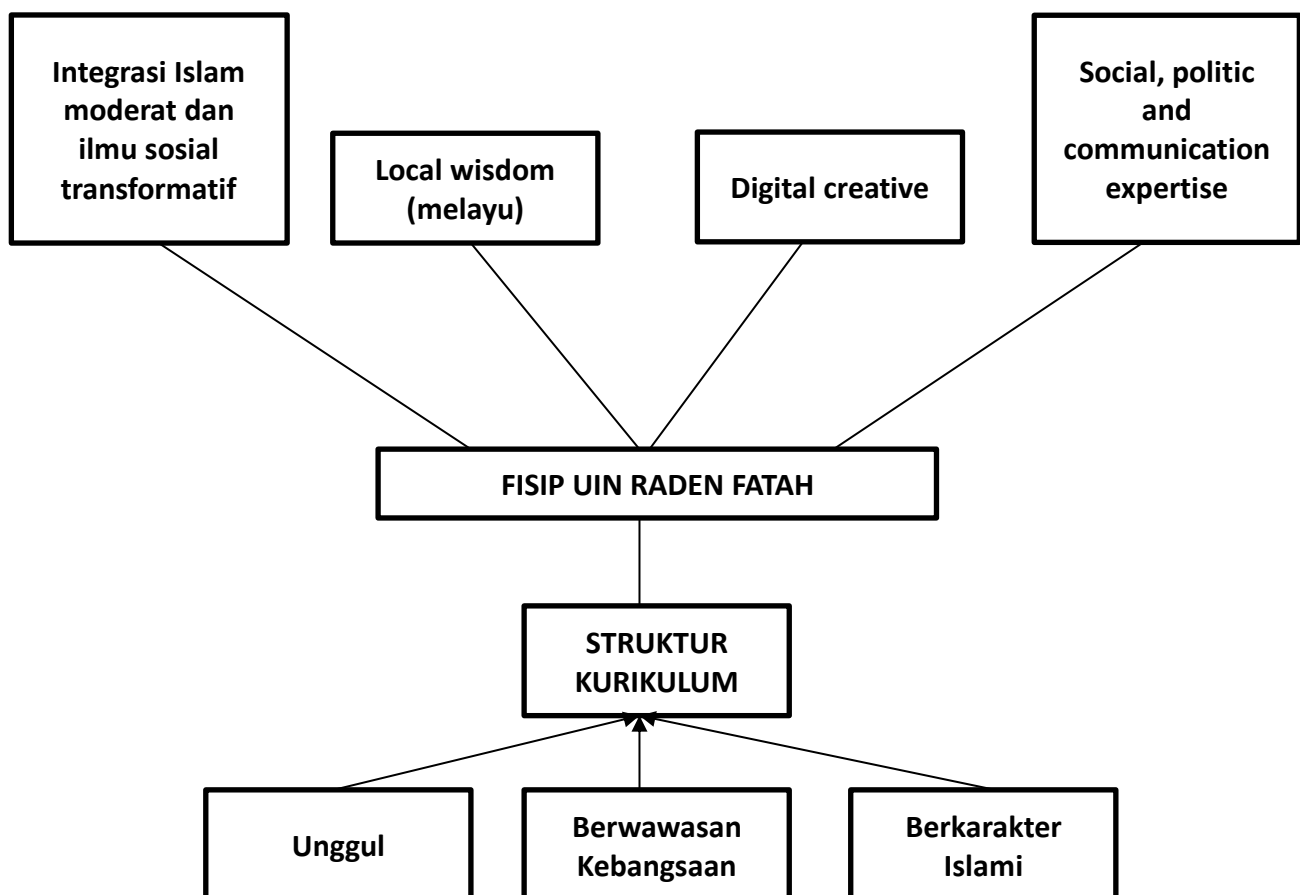 Integrasi Islam
moderat dan
ilmu sosial
transformatif
Local wisdom
(melayu)
Digital creative
Social, politic
and
communication
expertise
FISIP UIN RADEN FATAH
STRUKTUR
KURIKULUM
Unggul
Berwawasan
Kebangsaan
Berkarakter
Islami